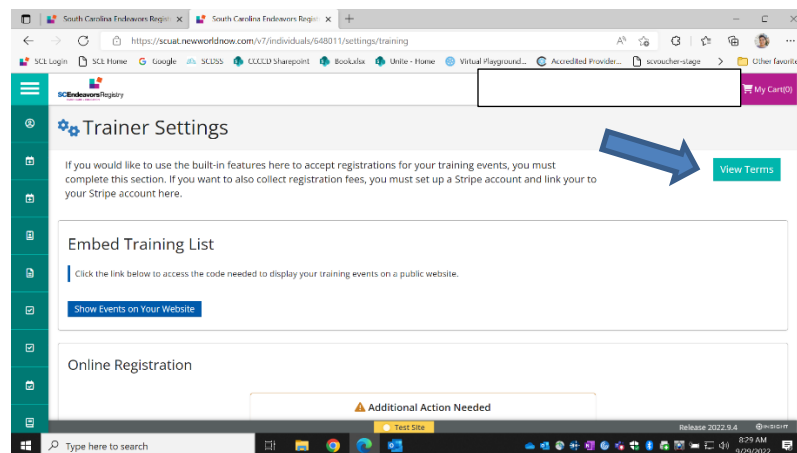 South Carolina Endeavors Regist
South Carolina Endeavors Regist
https://scuat.newworldnow.com/v7/individuals/648011/settings/training
SCE Login
SCE Home
Google
SCDSS
CCCCD Sharepoint
Bookalsx
Unite - Home
Virtual Playground...
Accredited Provider...
scvoucher-stage
Other favorite
SCEndeavors Registry
My Cart(0)
Trainer Settings
If you would like to use the built-in features here to accept registrations for your training events, you must
complete this section. If you want to also collect registration fees, you must set up a Stripe account and link your to
your Stripe account here.
View Terms
Embed Training List
Click the link below to access the code needed to display your training events on a public website.
Show Events on Your Website
Online Registration
Additional Action Needed
Test Site
Release 2022.9.4
INSIGHT
Type here to search
8:29 AM
9/29/2022